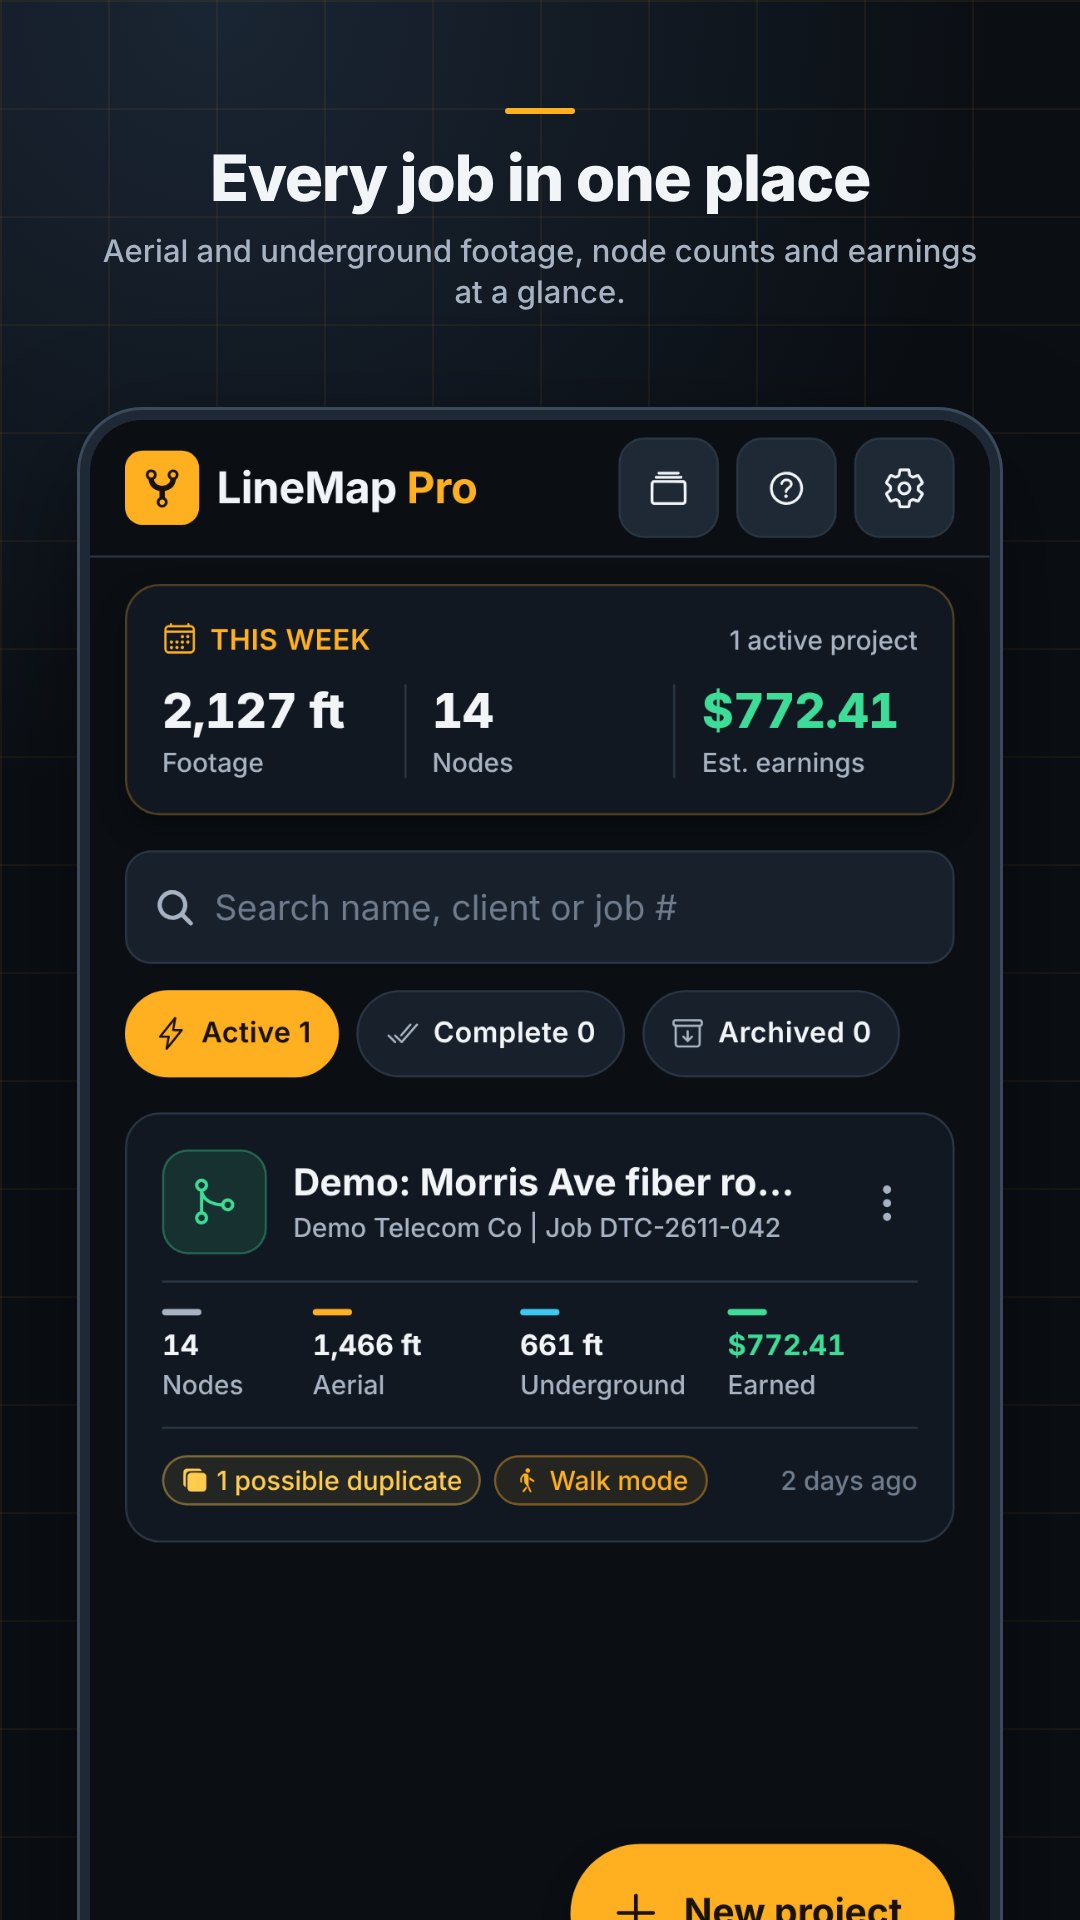 Every job in one place
Aerial and underground footage, node counts and earnings
at a glance.
LineMap Pro
THIS WEEK
1 active project
2,127 ft
14
$772.41
Footage
Nodes
Est. earnings
Search name, client or job #
Active 1
Complete 0
Archived 0
Demo: Morris Ave fiber ro...
Demo Telecom Co | Job DTC-2611-042
14
1,466 ft
661 ft
$772.41
Nodes
Aerial
Underground
Earned
1 possible duplicate
Walk mode
2 days ago
New project